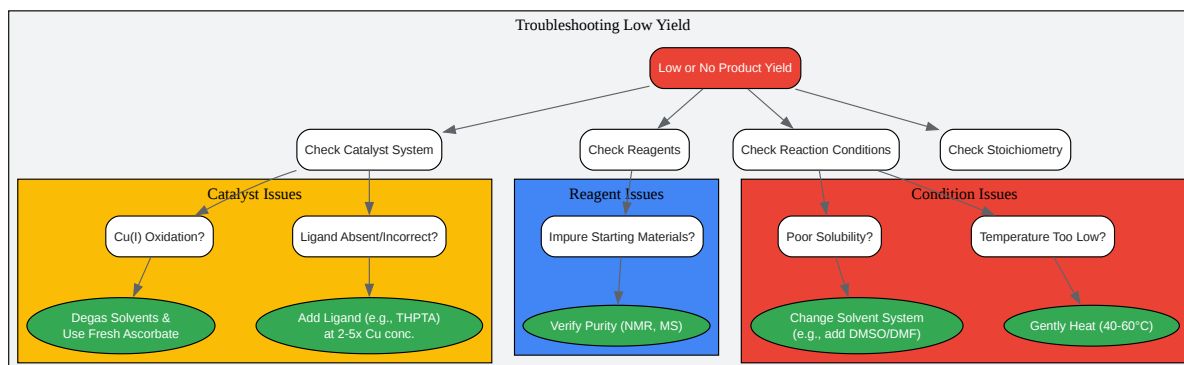 Troubleshooting Low Yield
Low or No Product Yield
Check Catalyst System
Check Reagents
Check Reaction Conditions
Check Stoichiometry
Catalyst Issues
Reagent Issues
Condition Issues
Cu(I) Oxidation?
Ligand Absent/Incorrect?
Impure Starting Materials?
Poor Solubility?
Temperature Too Low?
Degas Solvents &
Use Fresh Ascorbate
Add Ligand (e.g., THPTA)
at 2-5x Cu conc.
Verify Purity (NMR, MS)
Change Solvent System
(e.g., add DMSO/DMF)
Gently Heat (40-60°C)